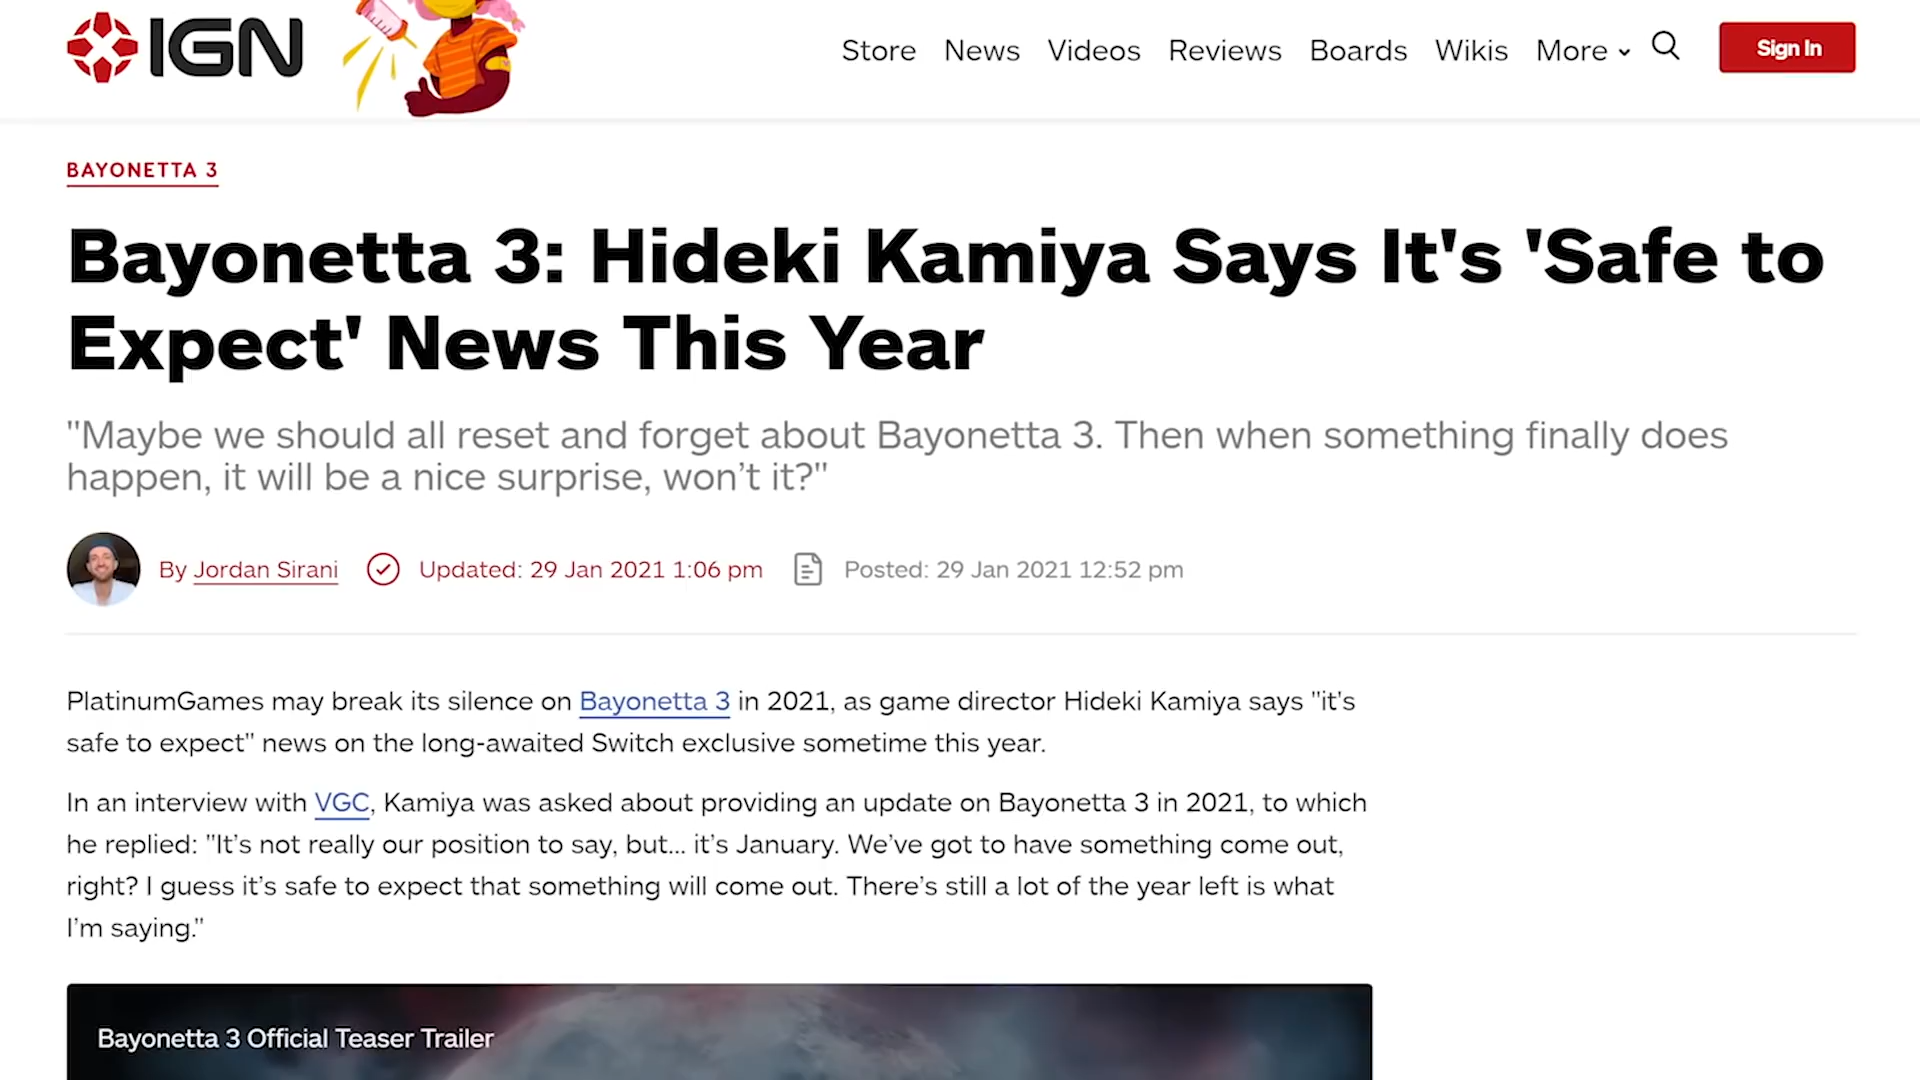 IGN
Store News Videos Reviews Boards Wikis More Sign In
BAYONETTA 3
Bayonetta 3: Hideki Kamiya Says It's 'Safe to
Expect' News This Year
"Maybe we should all reset and forget about Bayonetta 3. Then when something finally does
happen, it will be a nice surprise, won’t it?"
By Jordan Sirani Updated: 29 Jan 2021 1:06 pm Posted: 29 Jan 2021 12:52 pm
PlatinumGames may break its silence on Bayonetta 3 in 2021, as game director Hideki Kamiya says "it's
safe to expect" news on the long-awaited Switch exclusive sometime this year.
In an interview with VGC, Kamiya was asked about providing an update on Bayonetta 3 in 2021, to which
he replied: "It’s not really our position to say, but... it’s January. We’ve got to have something come out,
right? I guess it’s safe to expect that something will come out. There’s still a lot of the year left is what
I’m saying."
Bayonetta 3 Official Teaser Trailer